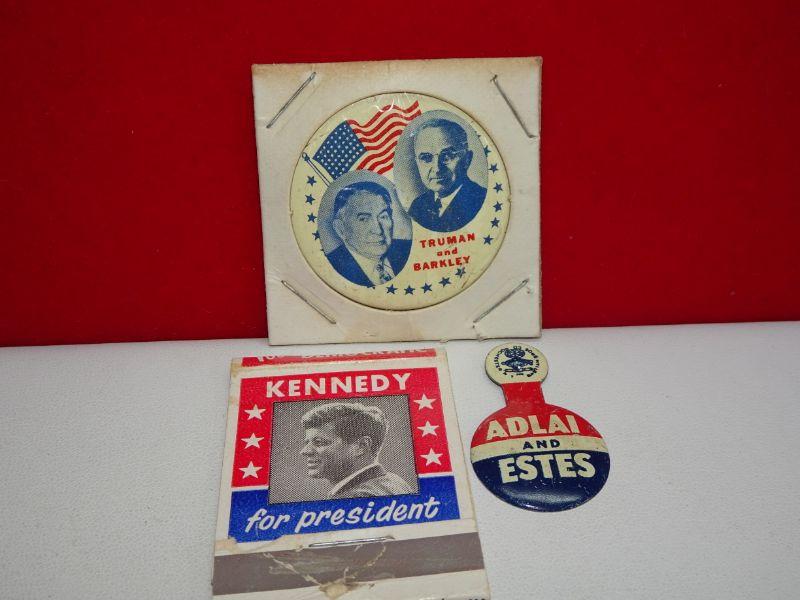 TRUMAN
and
BARKLEY
KENNEDY
for president
ADLAI
AND
ESTES